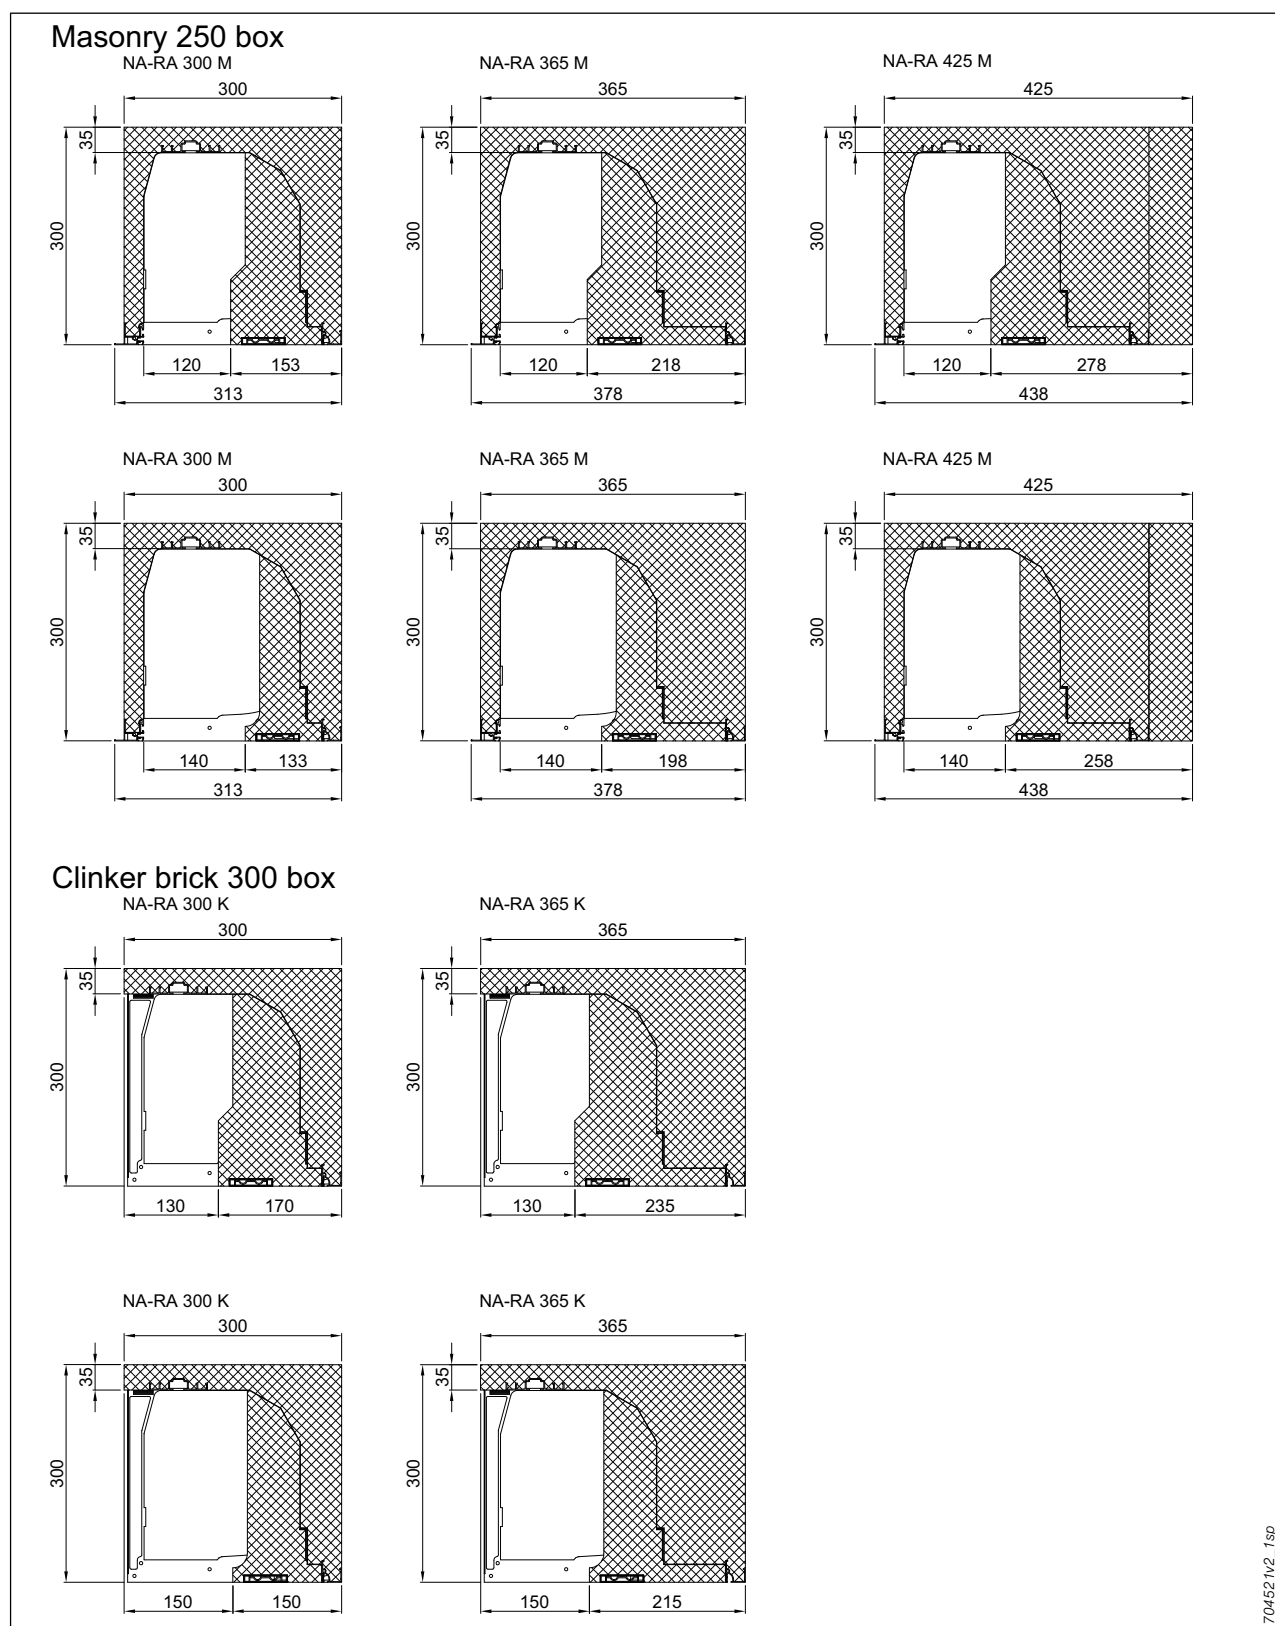 Masonry 250 box
NA-RA 300 M NA-RA 365 M NA-RA 425 M
300 365 425
35 35 35
300 300 300
120 153 120 218 120 278
313 378 438
NA-RA 300 M NA-RA 365 M NA-RA 425 M
300 365 425
35 35 35
300 300 300
140 133 140 198 140 258
313 378 438
Clinker brick 300 box
NA-RA 300 K NA-RA 365 K
300 365
35 35
300 300
130 170 130 235
NA-RA 300 K NA-RA 365 K
300 365
35 35
300 300
150 150 150 215
704521v2_1sp